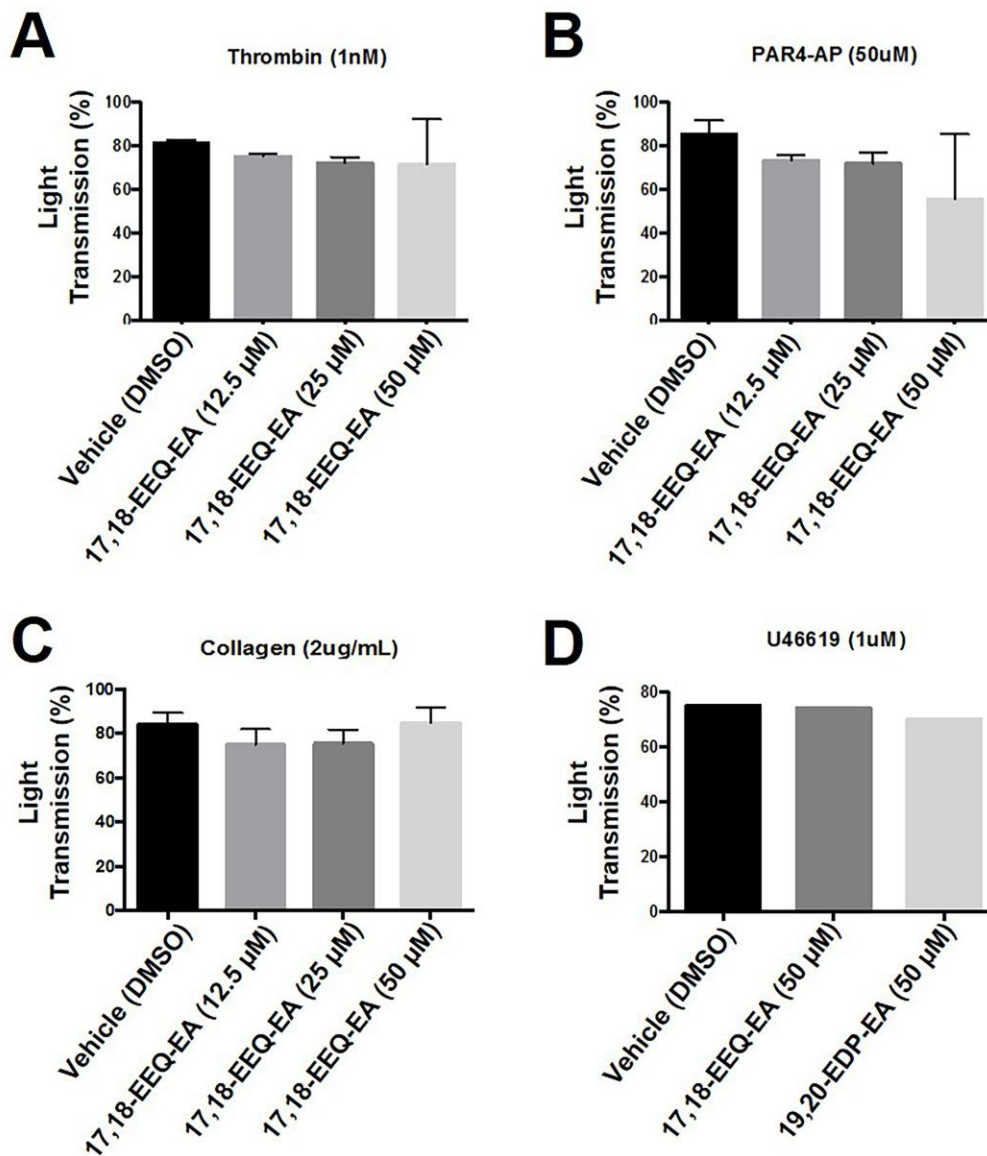 A
Thrombin (1nM)
Light
Transmission (%)
100
80
60
40
20
0
Vehicle (DMSO)
17,18-EEQ-EA (12.5 µM)
17,18-EEQ-EA (25 µM)
17,18-EEQ-EA (50 µM)
B
PAR4-AP (50uM)
Light
Transmission (%)
100
80
60
40
20
0
Vehicle (DMSO)
17,18-EEQ-EA (12.5 µM)
17,18-EEQ-EA (25 µM)
17,18-EEQ-EA (50 µM)
C
Collagen (2ug/mL)
Light
Transmission (%)
100
80
60
40
20
0
Vehicle (DMSO)
17,18-EEQ-EA (12.5 µM)
17,18-EEQ-EA (25 µM)
17,18-EEQ-EA (50 µM)
D
U46619 (1uM)
Light
Transmission (%)
80
60
40
20
0
Vehicle (DMSO)
17,18-EEQ-EA (50 µM)
19,20-EDP-EA (50 µM)